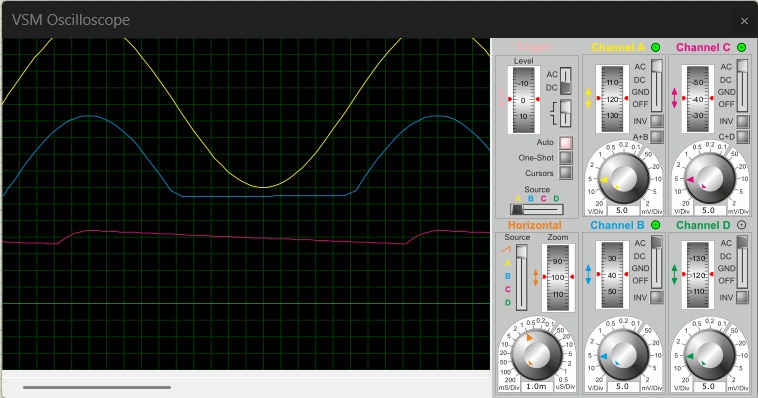 VSM Oscilloscope
×
Trigger
Level
-10
0
10
AC
DC
Auto
One-Shot
Cursors
Source
A B C D
Channel A
110
120
130
AC
DC
GND
OFF
INV
A+B
20 10 5 2 1 0.5 0.2 0.1 50 20 10 5 2
V/Div 5.0 mV/Div
Channel C
-50
-40
-30
AC
DC
GND
OFF
INV
C+D
20 10 5 2 1 0.5 0.2 0.1 50 20 10 5 2
V/Div 5.0 mV/Div
Horizontal
Source
A
B
C
D
Zoom
90
100
110
200 100 50 20 10 5 2 1 0.5 0.2 0.1 50 20 10 5 2 1 0.5
mS/Div 1.0m uS/Div
Channel B
30
40
50
AC
DC
GND
OFF
INV
20 10 5 2 1 0.5 0.2 0.1 50 20 10 5 2
V/Div 5.0 mV/Div
Channel D
-130
-120
-110
AC
DC
GND
OFF
INV
20 10 5 2 1 0.5 0.2 0.1 50 20 10 5 2
V/Div 5.0 mV/Div